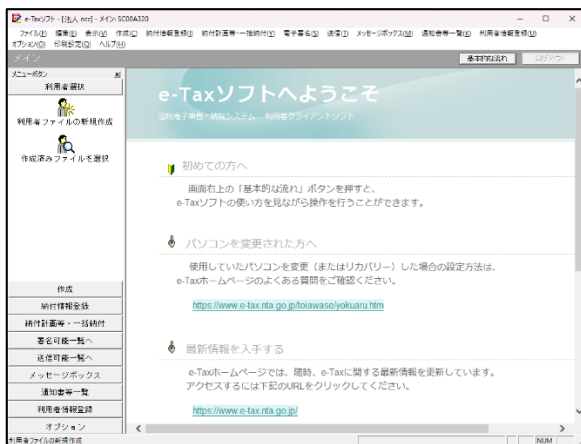 e-Taxソフト - [法人 ncc] - メイン: SC00A320
ファイル(F) 編集(E) 表示(V) 作成(C) 納付情報登録(I) 納付計画等・一括納付(Y) 電子署名(S) 送信(T) メッセージボックス(M) 通知書等一覧(X) 利用者情報登録(U)
オプション(O) 印刷設定(Q) ヘルプ(H)
メイン
基本的な流れ ログアウト
メニューボタン
利用者選択
利用者ファイルの新規作成
作成済みファイルを選択
作成
納付情報登録
納付計画等・一括納付
署名可能一覧へ
送信可能一覧へ
メッセージボックス
通知書等一覧
利用者情報登録
オプション
e-Taxソフトへようこそ
国税電子申告・納税システム 利用者クライアントソフト
初めての方へ
画面右上の「基本的な流れ」ボタンを押すと、
e-Taxソフトの使い方を見ながら操作を行うことができます。
パソコンを変更された方へ
使用していたパソコンを変更（またはリカバリー）した場合の設定方法は、
e-Taxホームページのよくある質問をご確認ください。
https://www.e-tax.nta.go.jp/toiawase/yokuaru.htm
最新情報を入手する
e-Taxホームページでは、随時、e-Taxに関する最新情報を更新しています。
アクセスするには下記のURLをクリックしてください。
https://www.e-tax.nta.go.jp/
利用者ファイルの新規作成
NUM